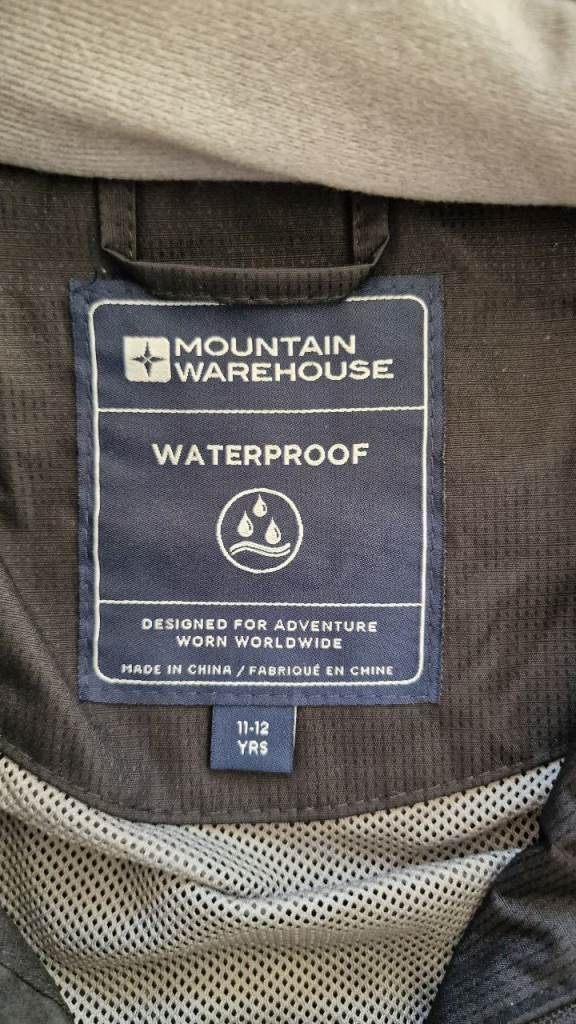 MOUNTAIN
WAREHOUSE
WATERPROOF
DESIGNED FOR ADVENTURE
WORN WORLDWIDE
MADE IN CHINA / FABRIQUÉ EN CHINE
11-12
YRS